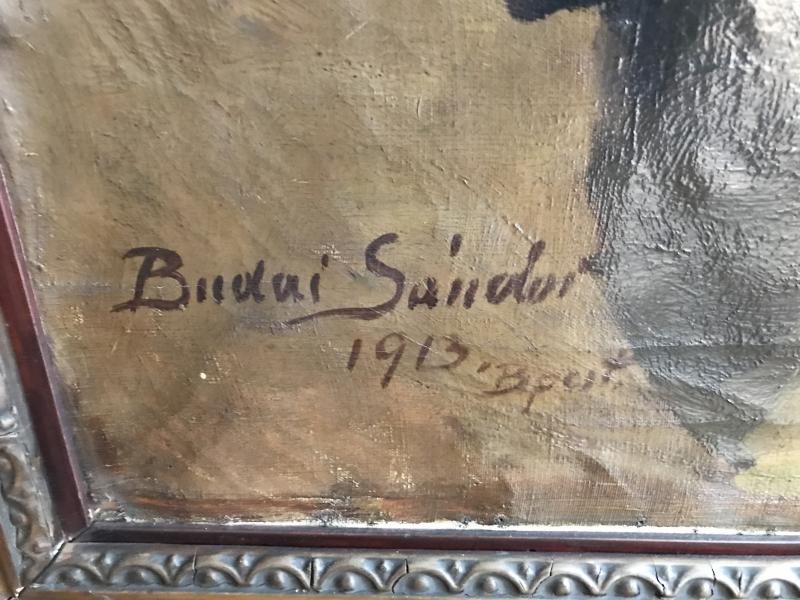 Budai Sándor
1913. Bpest.